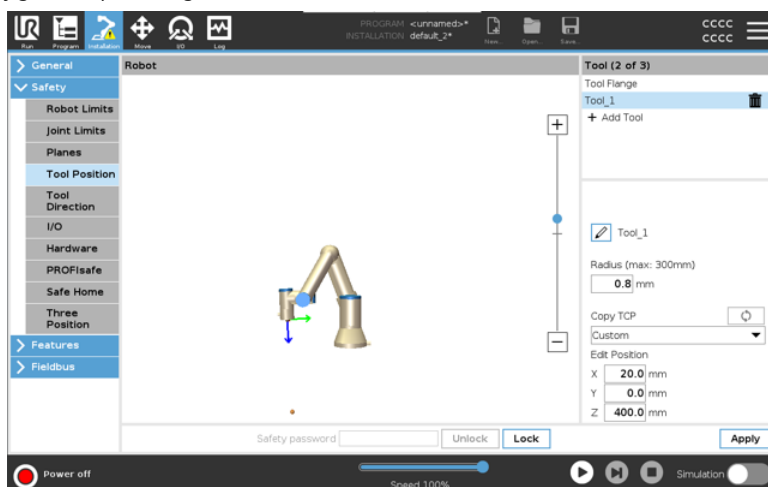 UR
PROGRAM <unnamed>*
INSTALLATION default_2*
Run Program Installation Move I/O Log
New... Open... Save...
CCCC
CCCC
General
Safety
Robot Limits
Joint Limits
Planes
Tool Position
Tool
Direction
I/O
Hardware
PROFIsafe
Safe Home
Three
Position
Features
Fieldbus
Robot
+
−
Tool (2 of 3)
Tool Flange
Tool_1
+ Add Tool
Tool_1
Radius (max: 300mm)
0.8 mm
Copy TCP
Custom
Edit Position
X 20.0 mm
Y 0.0 mm
Z 400.0 mm
Safety password Unlock Lock
Apply
Power off
Speed 100%
Simulation